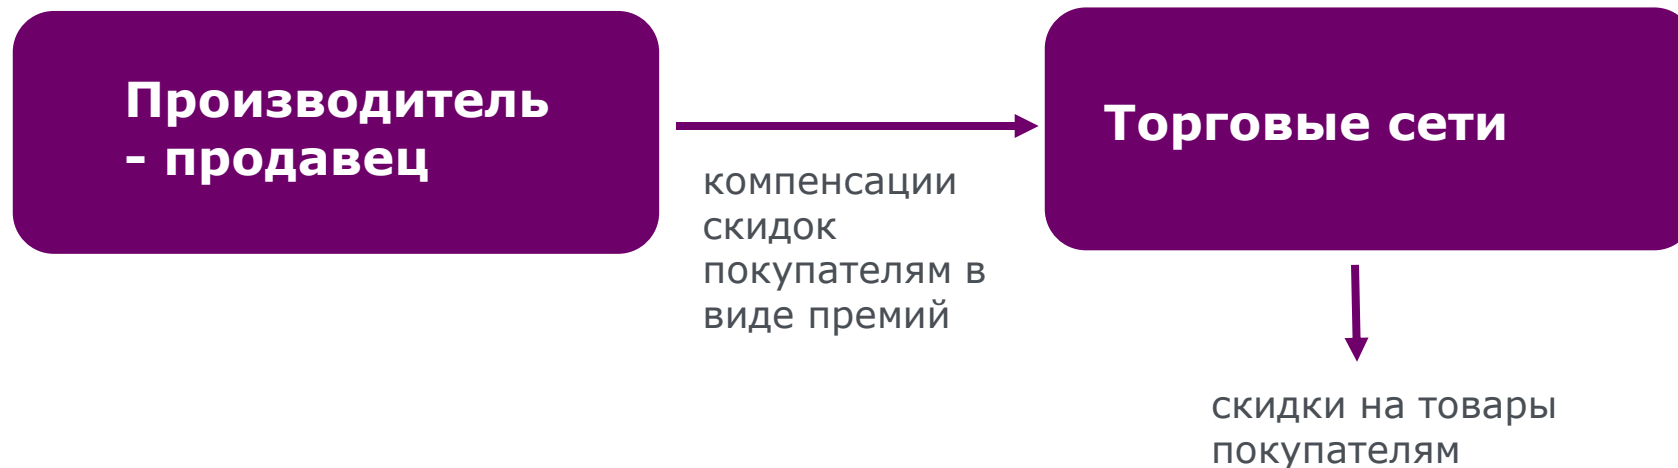 Производитель
- продавец
Торговые сети
компенсации
скидок
покупателям в
виде премий
скидки на товары
покупателям